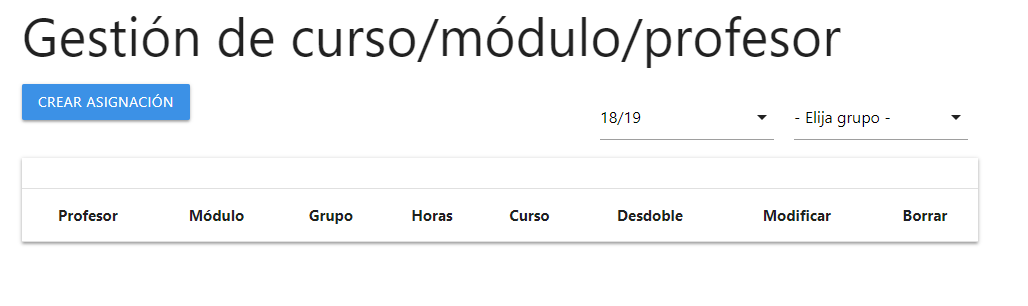 Gestión de curso/módulo/profesor
CREAR ASIGNACIÓN
18/19 - Elija grupo -
Profesor Módulo Grupo Horas Curso Desdoble Modificar Borrar